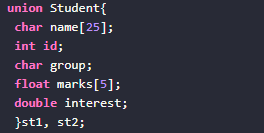 union Student{
char name[25];
int id;
char group;
float marks[5];
double interest;
}st1, st2;